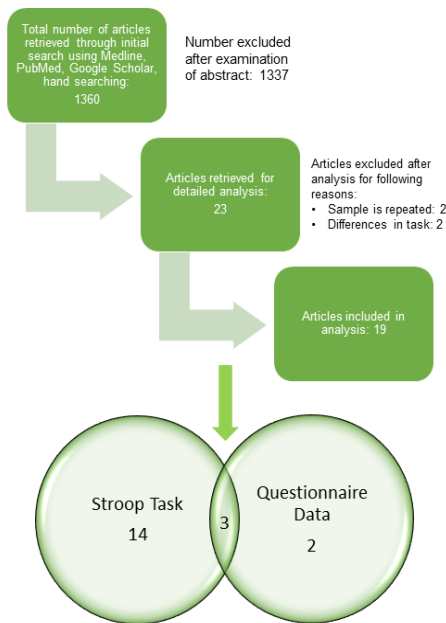 Total number of articles
retrieved through initial
search using Medline,
PubMed, Google Scholar,
hand searching:
1360
Number excluded
after examination
of abstract: 1337
Articles retrieved for
detailed analysis:
23
Articles excluded after
analysis for following
reasons:
• Sample is repeated: 2
• Differences in task: 2
Articles included in
analysis: 19
Stroop Task
14
3
Questionnaire
Data
2